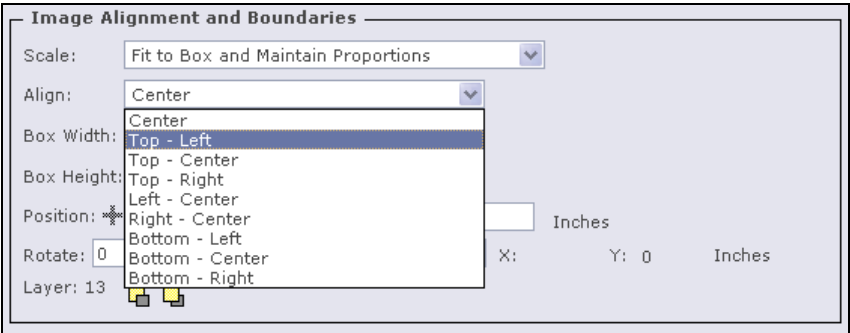 Image Alignment and Boundaries
Scale: Fit to Box and Maintain Proportions
Align: Center
Center
Box Width: Top - Left
Top - Center
Box Height: Top - Right
Left - Center
Position: Right - Center Inches
Bottom - Left
Rotate: 0 Bottom - Center X: Y: 0 Inches
Bottom - Right
Layer: 13